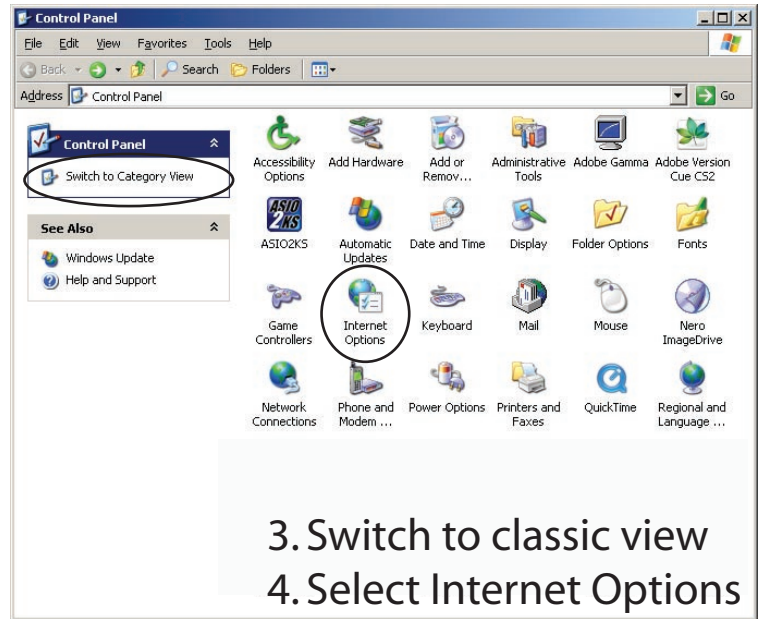 Control Panel
File Edit View Favorites Tools Help
Back Search Folders
Address Control Panel Go
Control Panel
Switch to Category View
See Also
Windows Update
Help and Support
Accessibility Options
Add Hardware
Add or Remov...
Administrative Tools
Adobe Gamma
Adobe Version Cue CS2
ASIO 2KS
ASIO2KS
Automatic Updates
Date and Time
Display
Folder Options
Fonts
Game Controllers
Internet Options
Keyboard
Mail
Mouse
Nero ImageDrive
Network Connections
Phone and Modem ...
Power Options
Printers and Faxes
QuickTime
Regional and Language ...
3. Switch to classic view
4. Select Internet Options